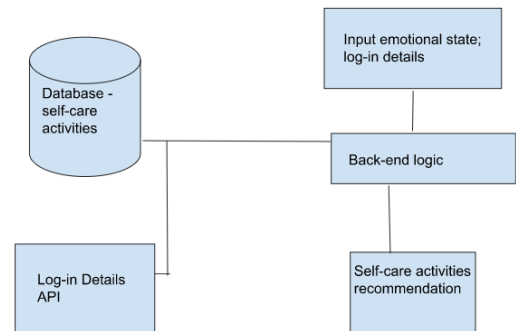 Input emotional state;
log-in details
Database -
self-care
activities
Back-end logic
Log-in Details
API
Self-care activities
recommendation